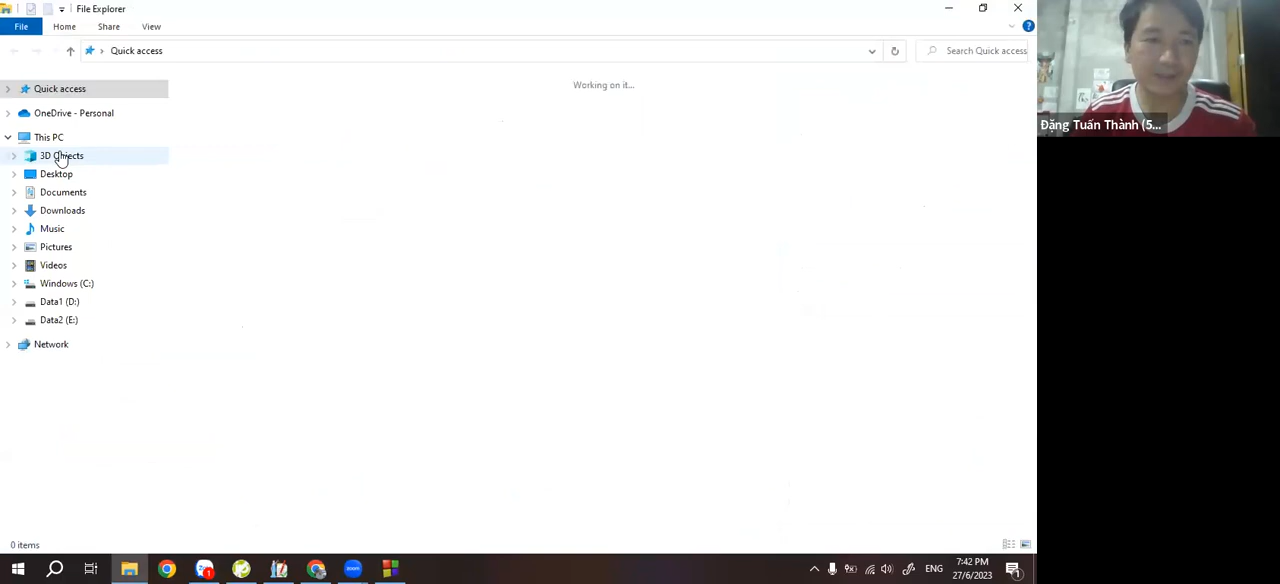 File Explorer
File Home Share View
Quick access
Search Quick access
Quick access
Working on it...
OneDrive - Personal
This PC
3D Objects
Desktop
Documents
Downloads
Music
Pictures
Videos
Windows (C:)
Data1 (D:)
Data2 (E:)
Network
0 items
zoom
ENG
7:42 PM
27/6/2023
Đặng Tuấn Thành (5...